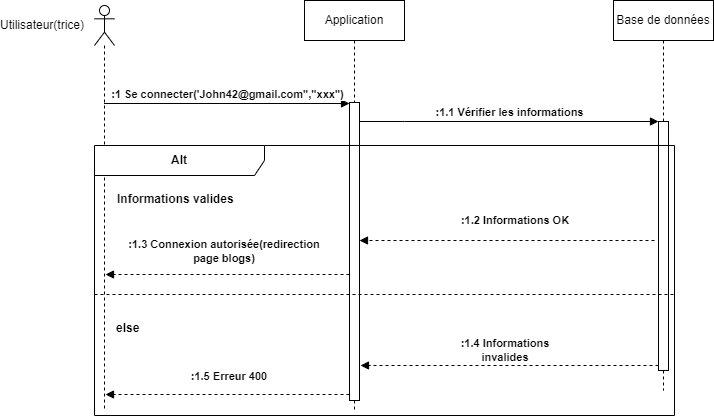 Utilisateur(trice)
Application
Base de données
:1 Se connecter('John42@gmail.com","xxx")
:1.1 Vérifier les informations
Alt
Informations valides
:1.2 Informations OK
:1.3 Connexion autorisée(redirection
page blogs)
else
:1.4 Informations
invalides
:1.5 Erreur 400